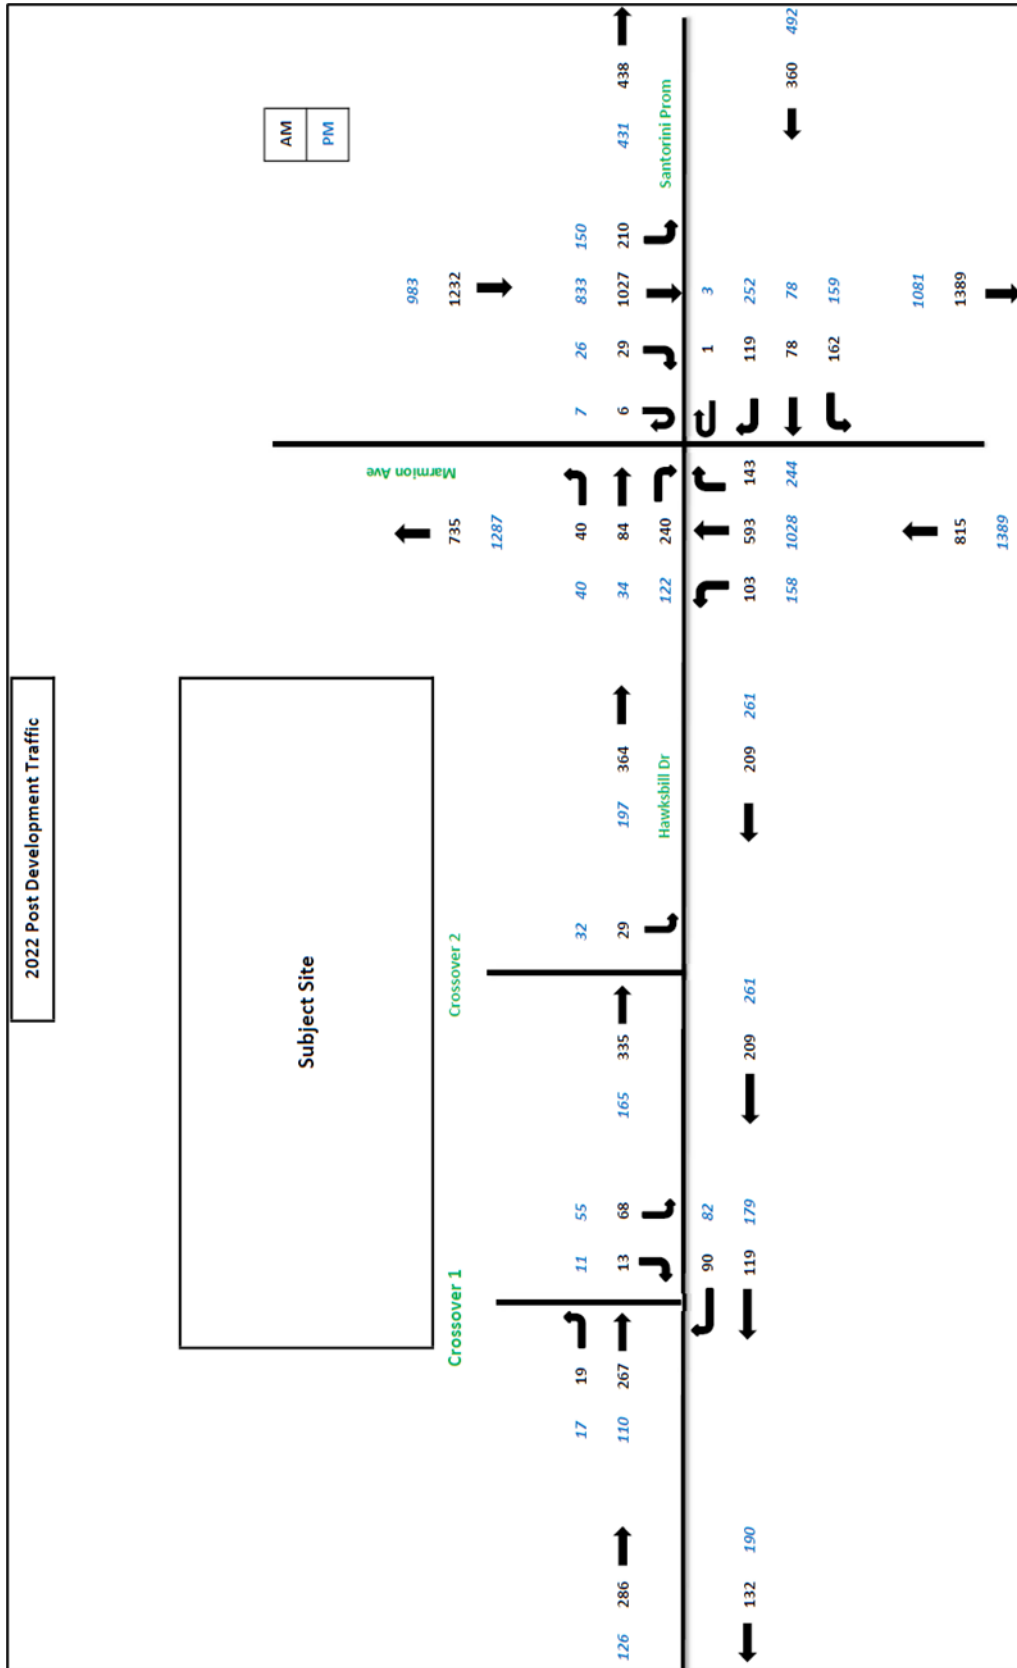 2022 Post Development Traffic
AM
Subject Site
PM
Marmion Ave 983
Crossover 1 Crossover 2 735 1232
1287
17 19 11 55 32 40 40 7 26 833 150
126 286 110 267 13 68 165 335 29 197 364 34 84 6 29 1027 210 431 438
Hawksbill Dr 122 240 Santorini Prom
90 82 1 3
132 190 119 179 209 261 209 261 103 593 143 119 252
158 1028 244 78 78 360 492
162 159
1081
815 1389
1389